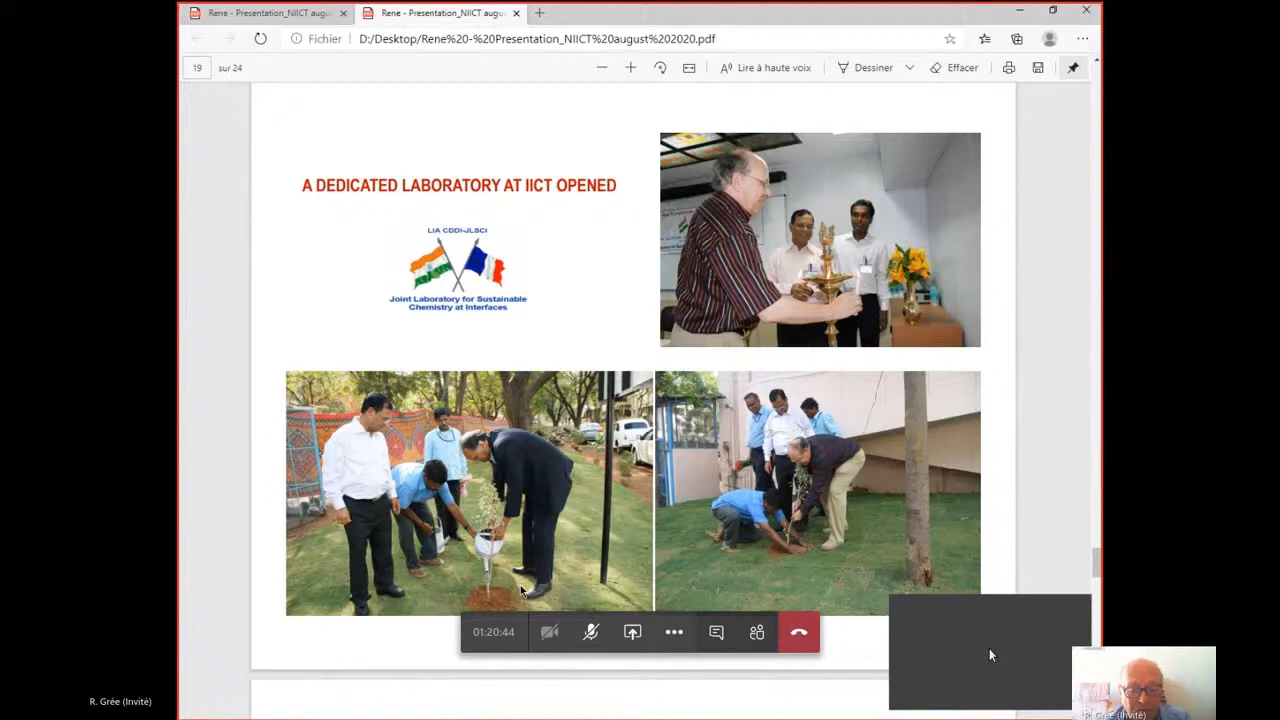 Rene - Presentation_NIICT augu
Rene - Presentation_NIICT augu
Fichier
D:/Desktop/Rene%20-%20Presentation_NIICT%20august%202020.pdf
19
sur 24
Lire à haute voix
Dessiner
Effacer
A DEDICATED LABORATORY AT IICT OPENED
LIA CDDI-JLSCI
Joint Laboratory for Sustainable
Chemistry at Interfaces
01:20:44
R. Grée (Invité)
R. Grée (Invité)